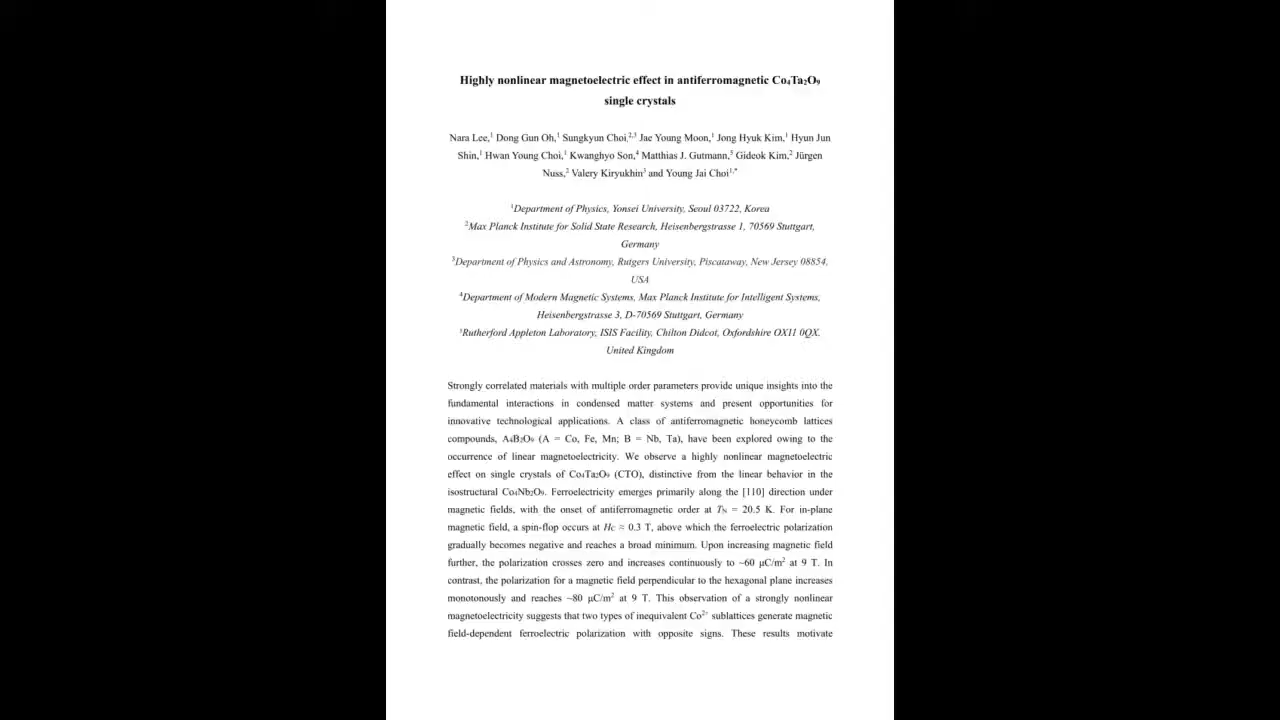 Highly nonlinear magnetoelectric effect in antiferromagnetic Co₄Ta₂O₉
single crystals
Nara Lee,¹ Dong Gun Oh,¹ Sungkyun Choi,²,³ Jae Young Moon,¹ Jong Hyuk Kim,¹ Hyun Jun
Shin,¹ Hwan Young Choi,¹ Kwanghyo Son,⁴ Matthias J. Gutmann,⁵ Gideok Kim,² Jürgen
Nuss,² Valery Kiryukhin³ and Young Jai Choi¹,*
¹Department of Physics, Yonsei University, Seoul 03722, Korea
²Max Planck Institute for Solid State Research, Heisenbergstrasse 1, 70569 Stuttgart,
Germany
³Department of Physics and Astronomy, Rutgers University, Piscataway, New Jersey 08854,
USA
⁴Department of Modern Magnetic Systems, Max Planck Institute for Intelligent Systems,
Heisenbergstrasse 3, D-70569 Stuttgart, Germany
⁵Rutherford Appleton Laboratory, ISIS Facility, Chilton Didcot, Oxfordshire OX11 0QX,
United Kingdom
Strongly correlated materials with multiple order parameters provide unique insights into the
fundamental interactions in condensed matter systems and present opportunities for
innovative technological applications. A class of antiferromagnetic honeycomb lattices
compounds, A₄B₂O₉ (A = Co, Fe, Mn; B = Nb, Ta), have been explored owing to the
occurrence of linear magnetoelectricity. We observe a highly nonlinear magnetoelectric
effect on single crystals of Co₄Ta₂O₉ (CTO), distinctive from the linear behavior in the
isostructural Co₄Nb₂O₉. Ferroelectricity emerges primarily along the [110] direction under
magnetic fields, with the onset of antiferromagnetic order at T_N = 20.5 K. For in-plane
magnetic field, a spin-flop occurs at H_C ≈ 0.3 T, above which the ferroelectric polarization
gradually becomes negative and reaches a broad minimum. Upon increasing magnetic field
further, the polarization crosses zero and increases continuously to ~60 μC/m² at 9 T. In
contrast, the polarization for a magnetic field perpendicular to the hexagonal plane increases
monotonously and reaches ~80 μC/m² at 9 T. This observation of a strongly nonlinear
magnetoelectricity suggests that two types of inequivalent Co²⁺ sublattices generate magnetic
field-dependent ferroelectric polarization with opposite signs. These results motivate